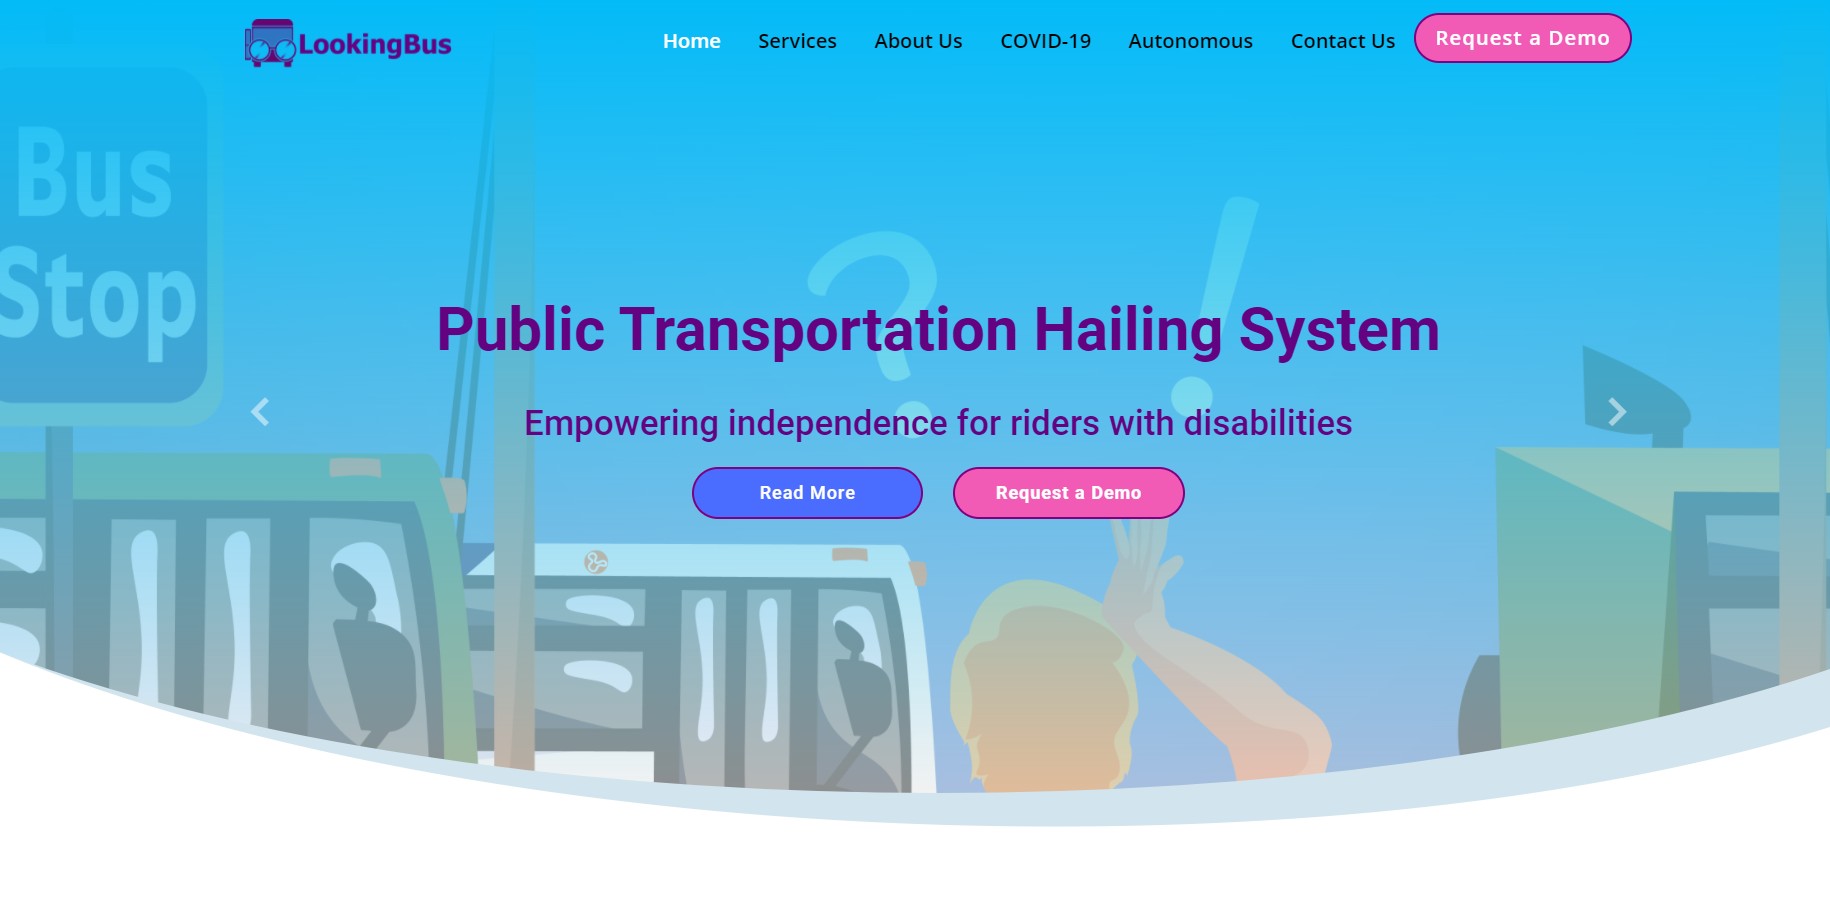 LookingBus
Home Services About Us COVID-19 Autonomous Contact Us Request a Demo
Bus
Stop
? !
Public Transportation Hailing System
Empowering independence for riders with disabilities
Read More Request a Demo